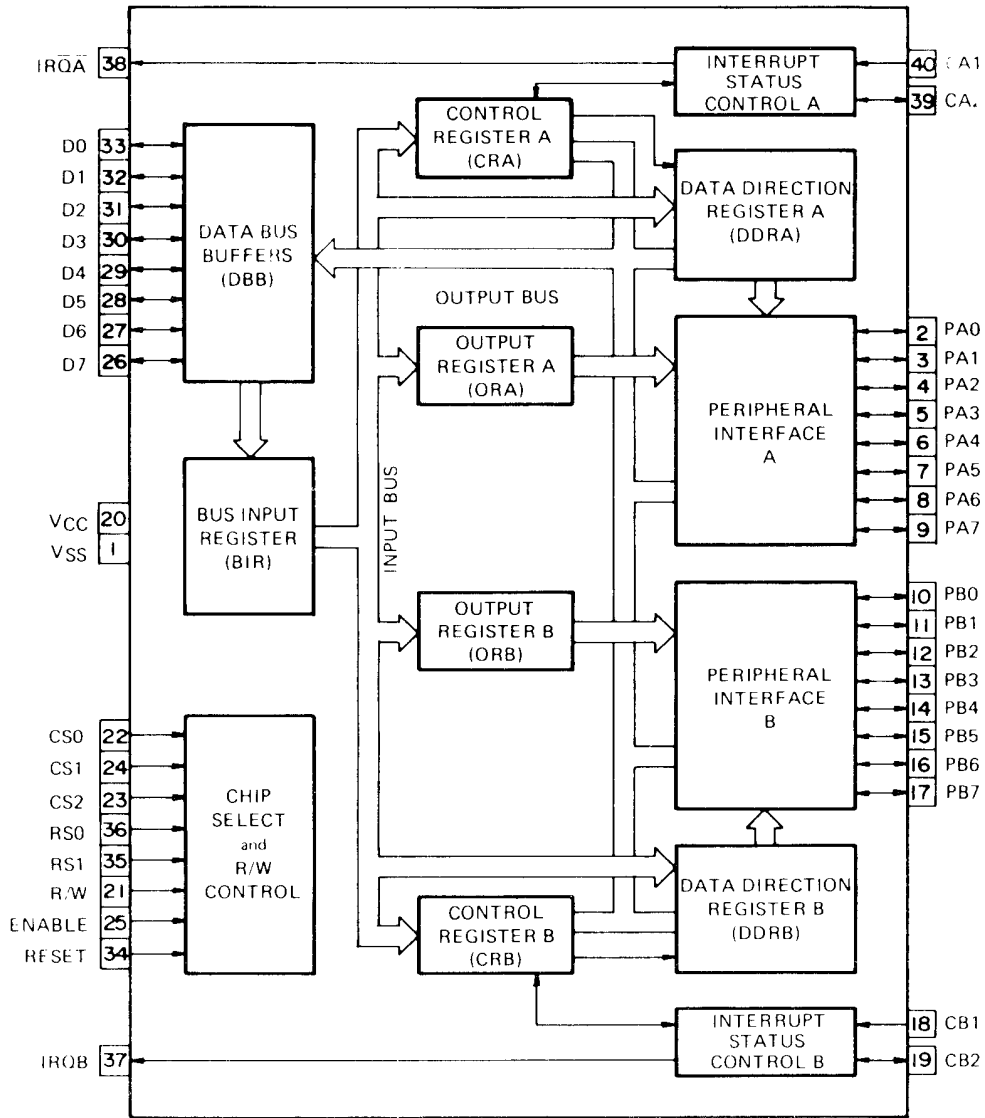 IRQA 38
D0 33
D1 32
D2 31
D3 30
D4 29
D5 28
D6 27
D7 26
VCC 20
VSS 1
CS0 22
CS1 24
CS2 23
RS0 36
RS1 35
R/W 21
ENABLE 25
RESET 34
IRQB 37
DATA BUS
BUFFERS
(DBB)
BUS INPUT
REGISTER
(BIR)
CHIP
SELECT
and
R/W
CONTROL
CONTROL
REGISTER A
(CRA)
OUTPUT BUS
OUTPUT
REGISTER A
(ORA)
INPUT BUS
OUTPUT
REGISTER B
(ORB)
CONTROL
REGISTER B
(CRB)
INTERRUPT
STATUS
CONTROL A
DATA DIRECTION
REGISTER A
(DDRA)
PERIPHERAL
INTERFACE
A
PERIPHERAL
INTERFACE
B
DATA DIRECTION
REGISTER B
(DDRB)
INTERRUPT
STATUS
CONTROL B
40
39
2 PA0
3 PA1
4 PA2
5 PA3
6 PA4
7 PA5
8 PA6
9 PA7
10 PB0
11 PB1
12 PB2
13 PB3
14 PB4
15 PB5
16 PB6
17 PB7
18 CB1
19 CB2